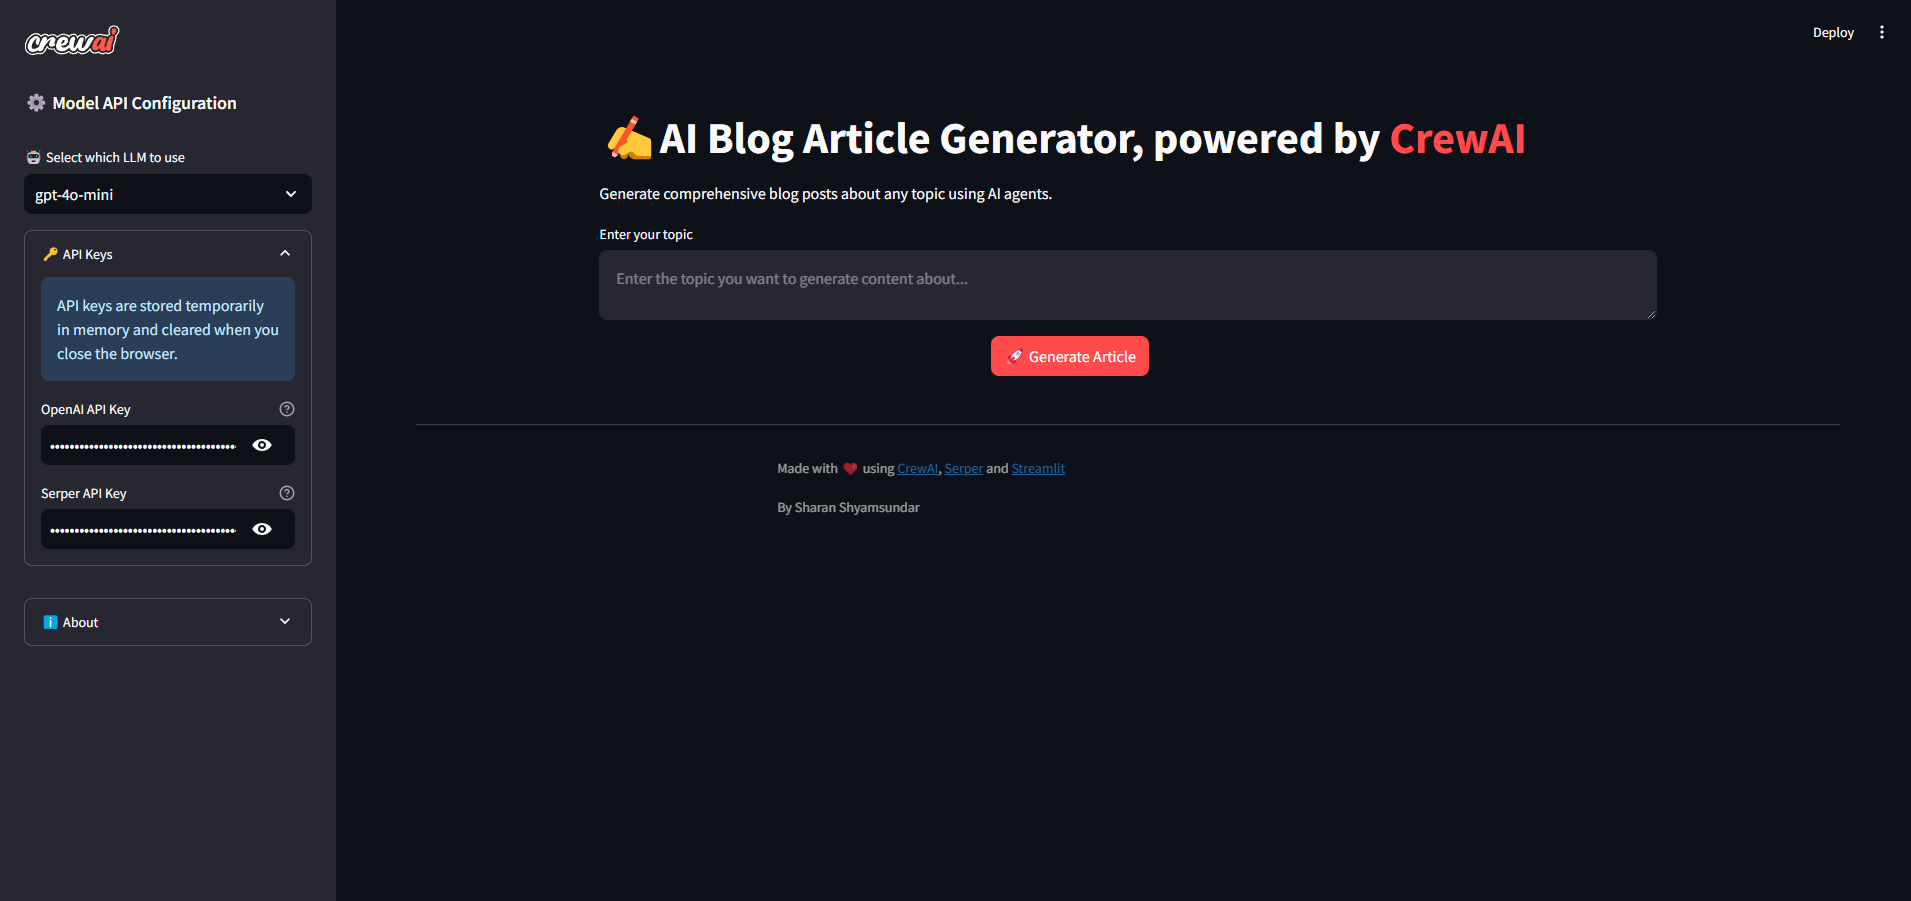 crewai
Deploy
Model API Configuration
Select which LLM to use
gpt-4o-mini
API Keys
API keys are stored temporarily
in memory and cleared when you
close the browser.
OpenAI API Key
Serper API Key
About
AI Blog Article Generator, powered by CrewAI
Generate comprehensive blog posts about any topic using AI agents.
Enter your topic
Enter the topic you want to generate content about...
Generate Article
Made with ❤️ using CrewAI, Serper and Streamlit
By Sharan Shyamsundar